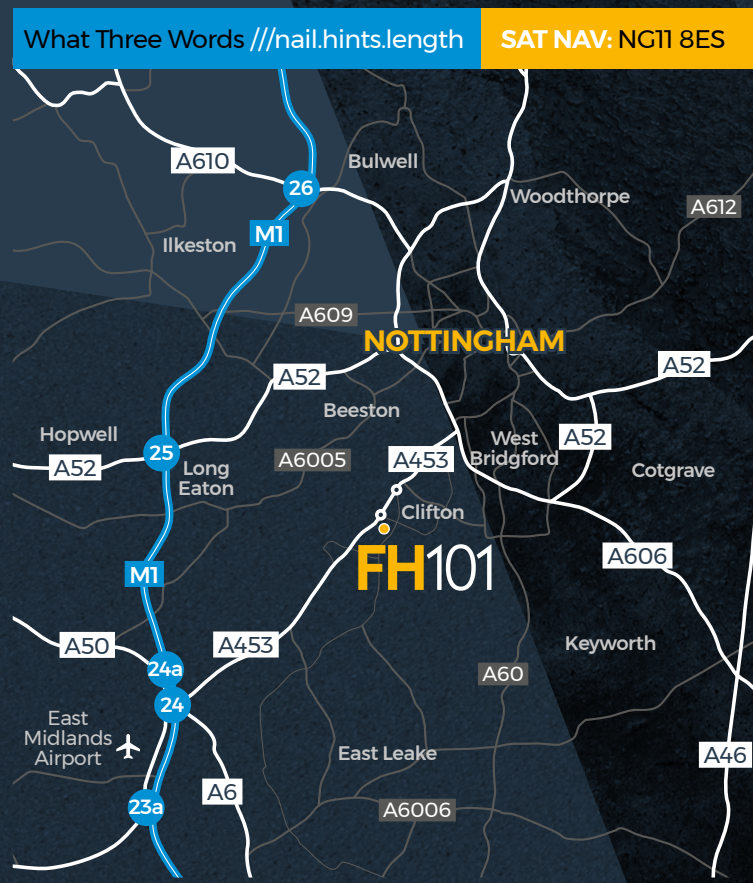 What Three Words ///nail.hints.length
SAT NAV: NG11 8ES
A610
Bulwell
26
Woodthorpe
A612
M1
Ilkeston
A609
NOTTINGHAM
A52
A52
Beeston
Hopwell
25
A52
Long
Eaton
A6005
A453
West
Bridgford
A52
Cotgrave
Clifton
FH101
A606
M1
A50
A453
Keyworth
24a
A60
24
East
Midlands
Airport
East Leake
A46
23a
A6
A6006